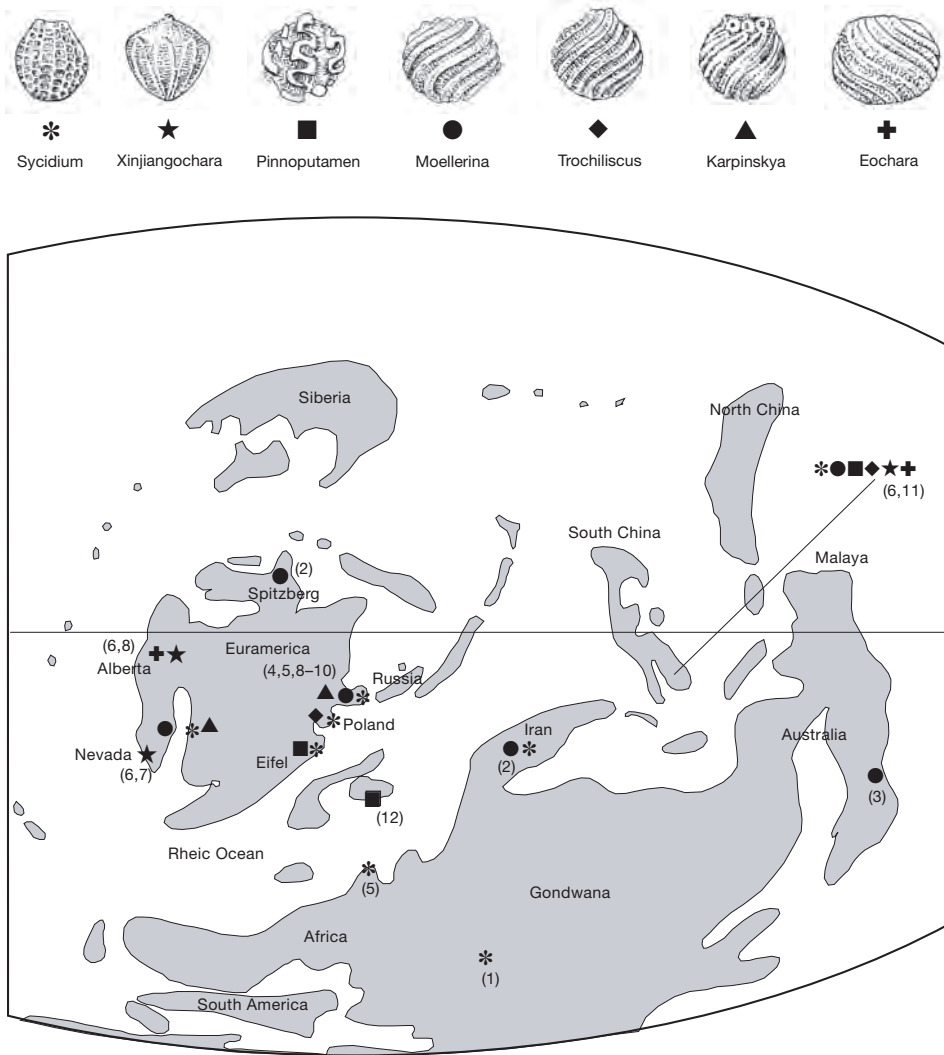 Sycidium Xinjiangochara Pinnoputamen Moellerina Trochiliscus Karpinskya Eochara
Siberia
North China
(6,11)
South China
Malaya
(2)
Spitzberg
(6,8)
Alberta
Euramerica
(4,5,8–10)
Russia
Poland
Iran
Australia
Nevada
(6,7)
Eifel
(2)
(3)
(12)
Rheic Ocean
(5)
Gondwana
Africa
(1)
South America